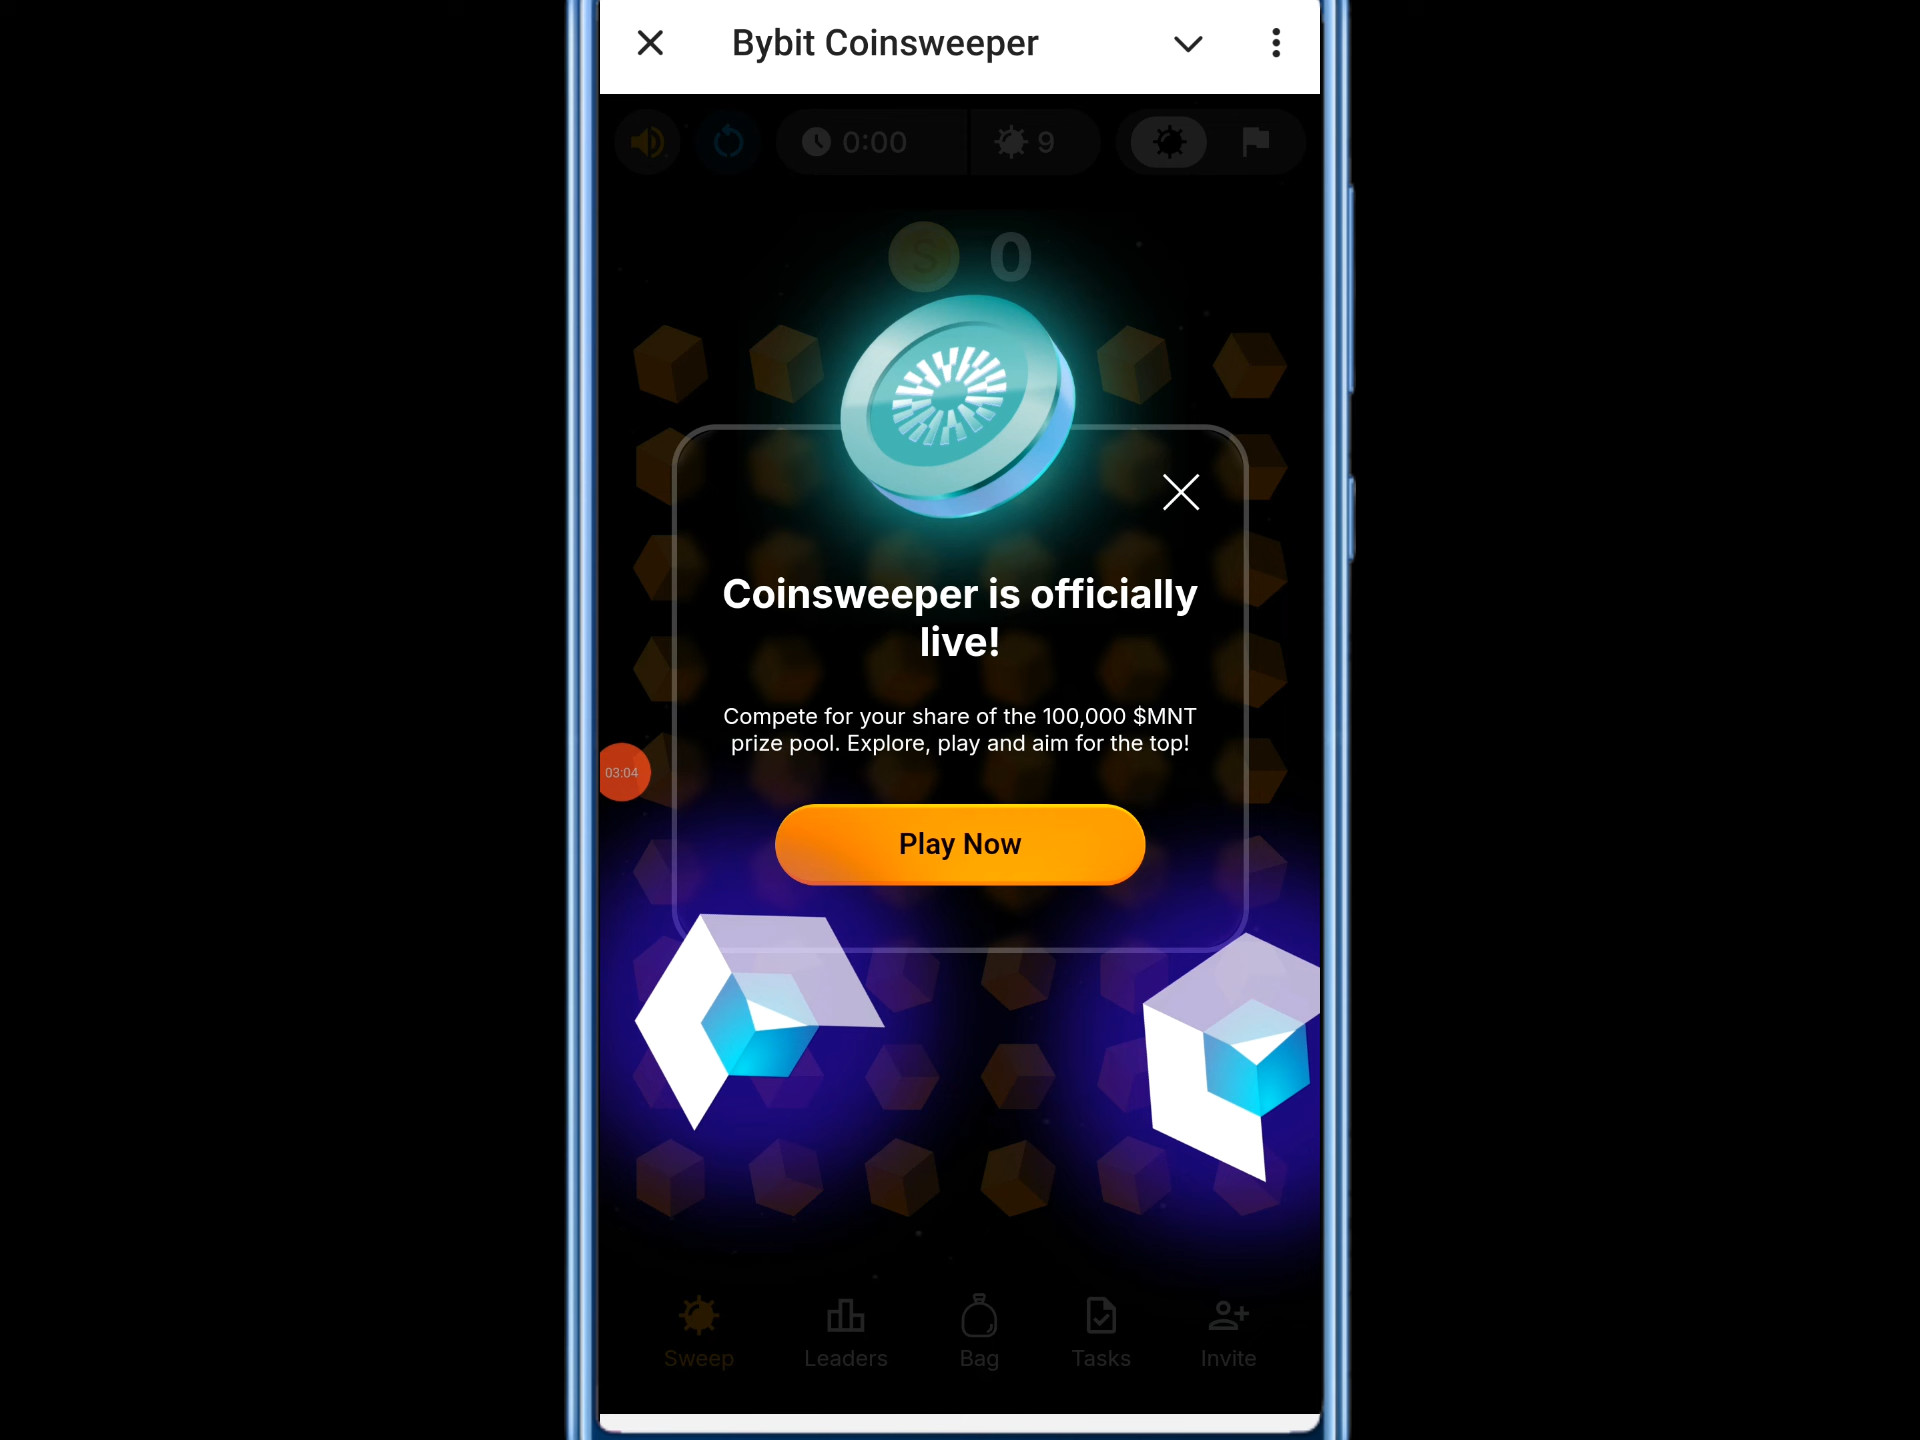 Bybit Coinsweeper
0:00
9
S 0
Coinsweeper is officially
live!
Compete for your share of the 100,000 $MNT
prize pool. Explore, play and aim for the top!
03:04
Play Now
Sweep
Leaders
Bag
Tasks
Invite